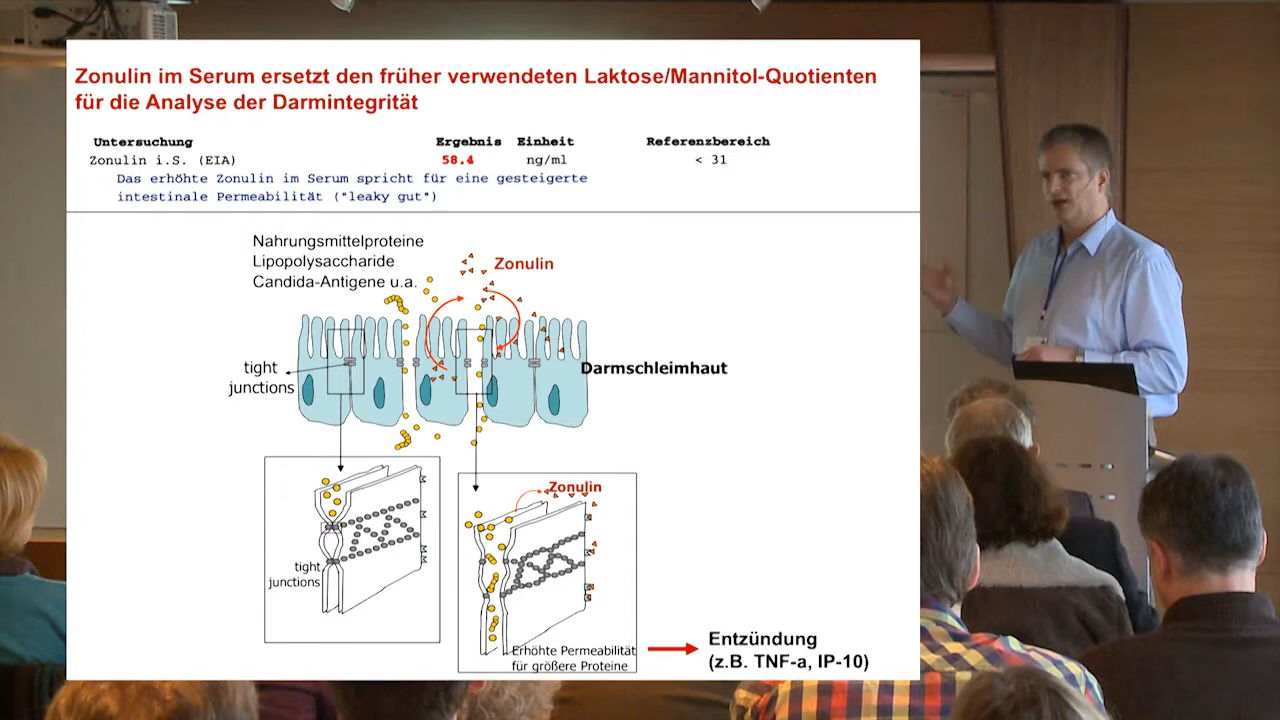 Zonulin im Serum ersetzt den früher verwendeten Laktose/Mannitol-Quotienten
für die Analyse der Darmintegrität
Untersuchung Ergebnis Einheit Referenzbereich
Zonulin i.S. (EIA) 58.4 ng/ml < 31
Das erhöhte Zonulin im Serum spricht für eine gesteigerte
intestinale Permeabilität ("leaky gut")
Nahrungsmittelproteine
Lipopolysaccharide
Candida-Antigene u.a.
Zonulin
tight
junctions
Darmschleimhaut
tight
junctions
Zonulin
Erhöhte Permeabilität
für größere Proteine
Entzündung
(z.B. TNF-a, IP-10)